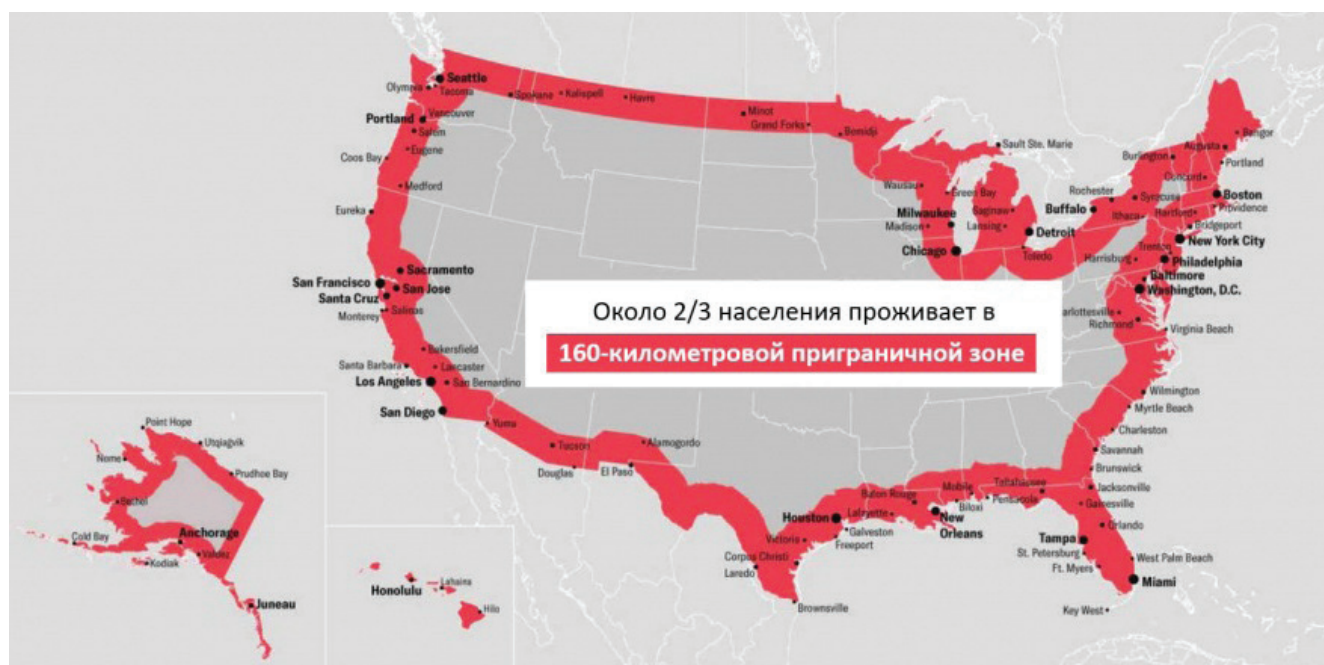 Seattle
Olympia
Tacoma
Spokane
Kalispell
Havre
Minot
Grand Forks
Bemidji
Portland
Vancouver
Salem
Eugene
Coos Bay
Medford
Eureka
Sacramento
San Francisco
San Jose
Santa Cruz
Monterey
Salinas
Bakersfield
Santa Barbara
Lancaster
Los Angeles
San Bernardino
San Diego
Yuma
Tucson
Douglas
El Paso
Alamogordo
Sault Ste. Marie
Wausau
Green Bay
Milwaukee
Madison
Saginaw
Lansing
Chicago
Detroit
Toledo
Bangor
Augusta
Burlington
Portland
Concord
Rochester
Syracuse
Boston
Buffalo
Ithaca
Hartford
Providence
Bridgeport
New York City
Trenton
Harrisburg
Philadelphia
Baltimore
Washington, D.C.
arlottesville
Richmond
Virginia Beach
Около 2/3 населения проживает в
160-километровой приграничной зоне
Wilmington
Myrtle Beach
Charleston
Savannah
Brunswick
Tallahassee
Jacksonville
Mobile
Pensacola
Gainesville
Baton Rouge
Biloxi
Houston
Lafayette
New
Orleans
Orlando
Victoria
Galveston
Freeport
Tampa
St. Petersburg
West Palm Beach
Corpus Christi
Ft. Myers
Laredo
Miami
Brownsville
Key West
Point Hope
Utqiagvik
Nome
Prudhoe Bay
Bethel
Anchorage
Cold Bay
Valdez
Kodiak
Juneau
Honolulu
Lahaina
Hilo